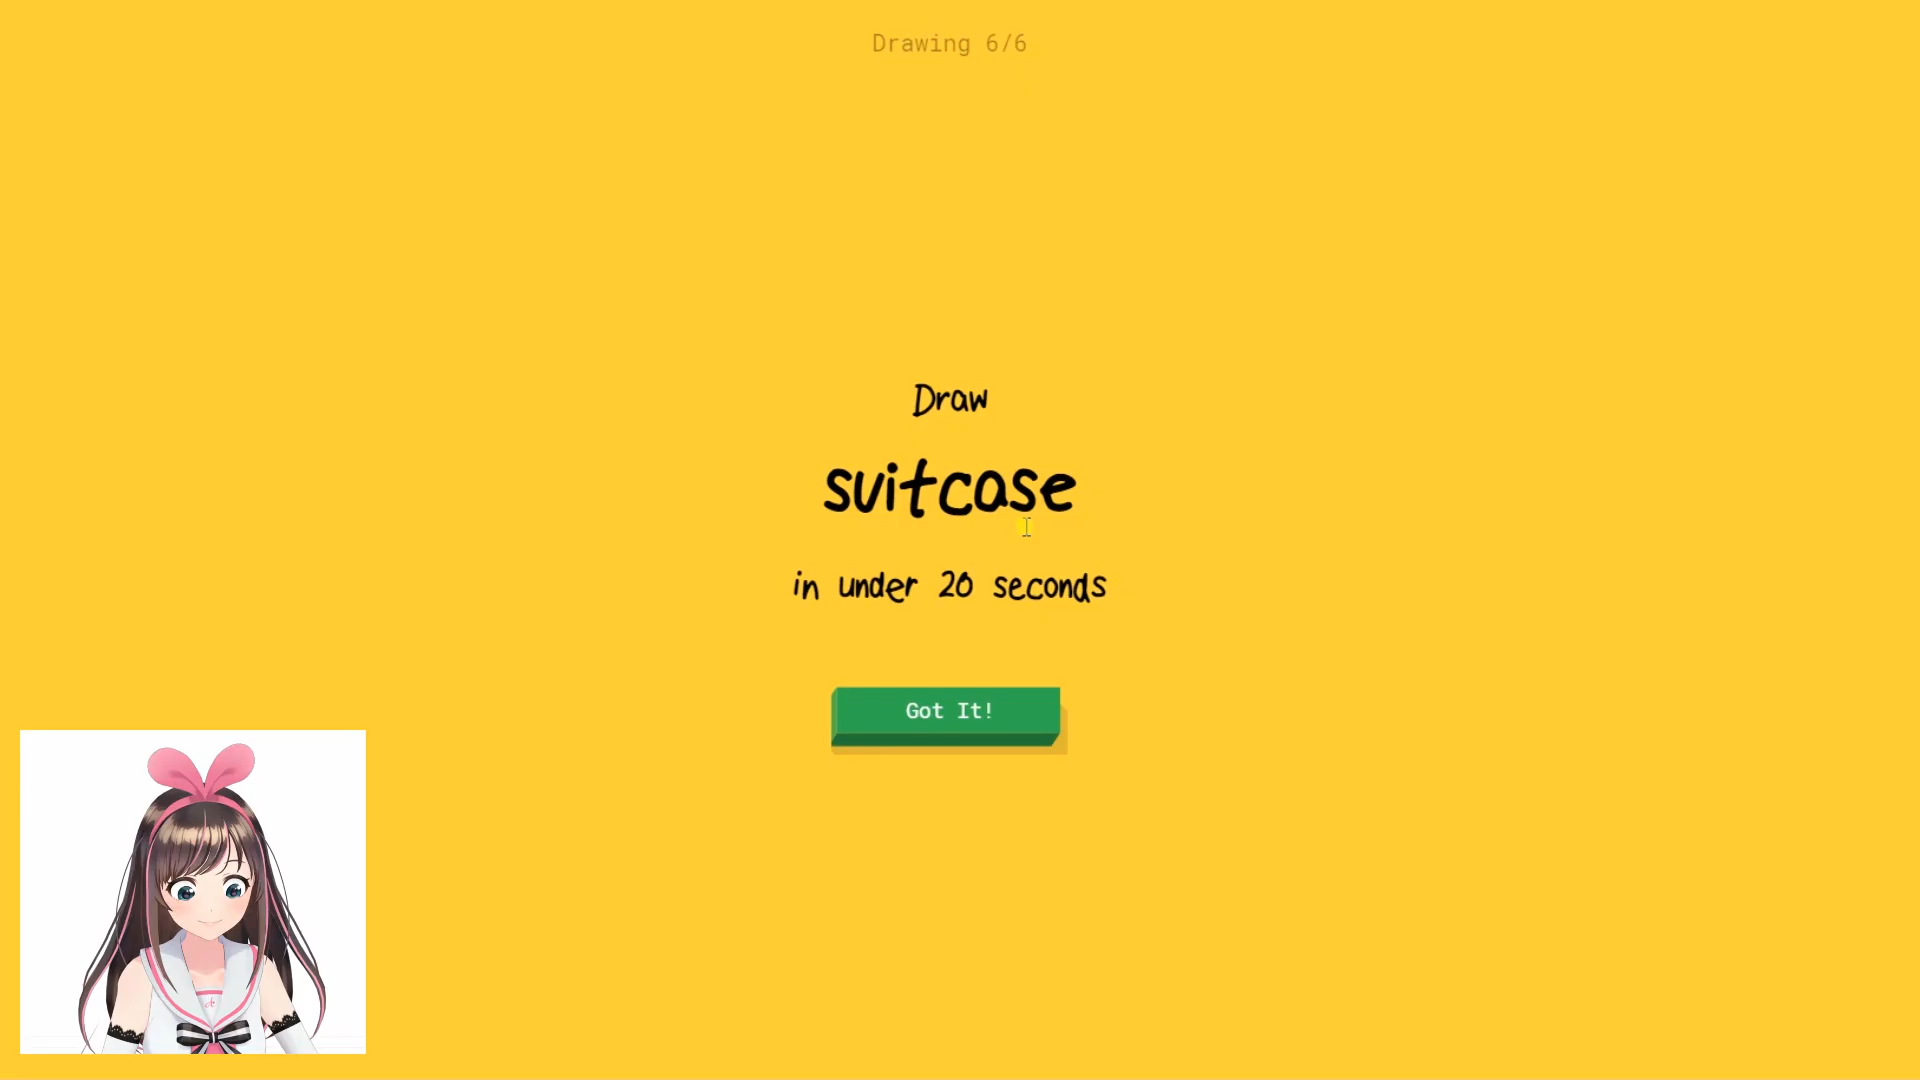 Drawing 6/6
Draw
suitcase
in under 20 seconds
Got It!